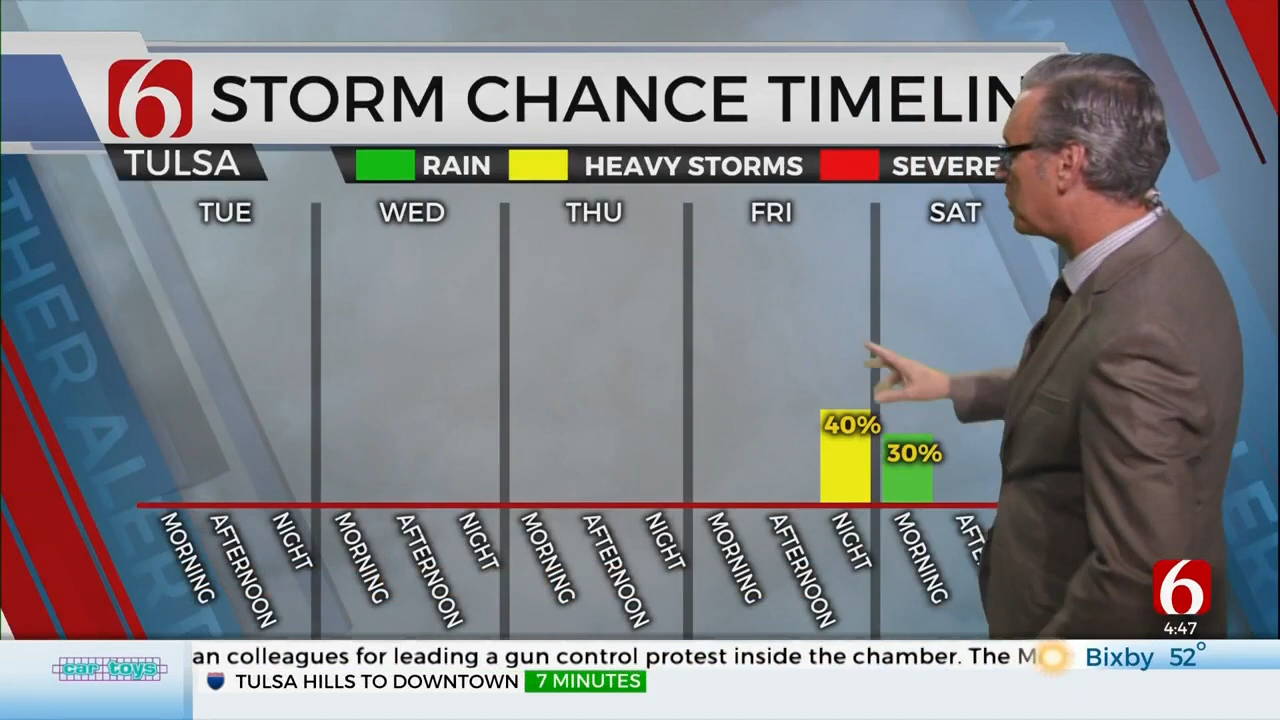 6 STORM CHANCE TIMELIN
TULSA
RAIN HEAVY STORMS SEVERE
TUE WED THU FRI SAT
40%
30%
MORNING AFTERNOON NIGHT MORNING AFTERNOON NIGHT MORNING AFTERNOON NIGHT MORNING AFTERNOON NIGHT MORNING
THER ALERT
6
4:47
car toys
an colleagues for leading a gun control protest inside the chamber. The M
Bixby 52°
TULSA HILLS TO DOWNTOWN 7 MINUTES